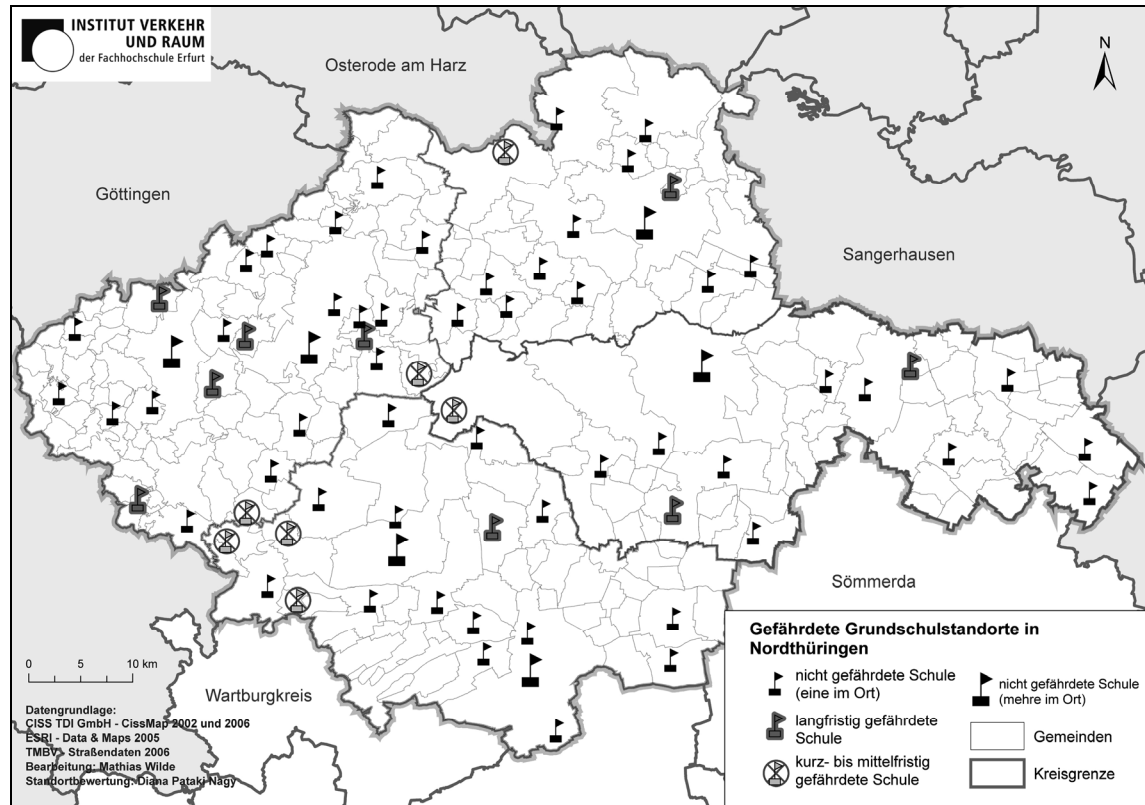 INSTITUT VERKEHR
UND RAUM
der Fachhochschule Erfurt
Osterode am Harz
N
Göttingen
Sangerhausen
Sömmerda
Wartburgkreis
0 5 10 km
Datengrundlage:
CISS TDI GmbH - CissMap 2002 und 2006
ESRI - Data & Maps 2005
TMBV - Straßendaten 2006
Bearbeitung: Mathias Wilde
Standortbewertung: Diana Pataki Nagy
Gefährdete Grundschulstandorte in
Nordthüringen
nicht gefährdete Schule
(eine im Ort)
nicht gefährdete Schule
(mehre im Ort)
langfristig gefährdete
Schule
Gemeinden
kurz- bis mittelfristig
gefährdete Schule
Kreisgrenze